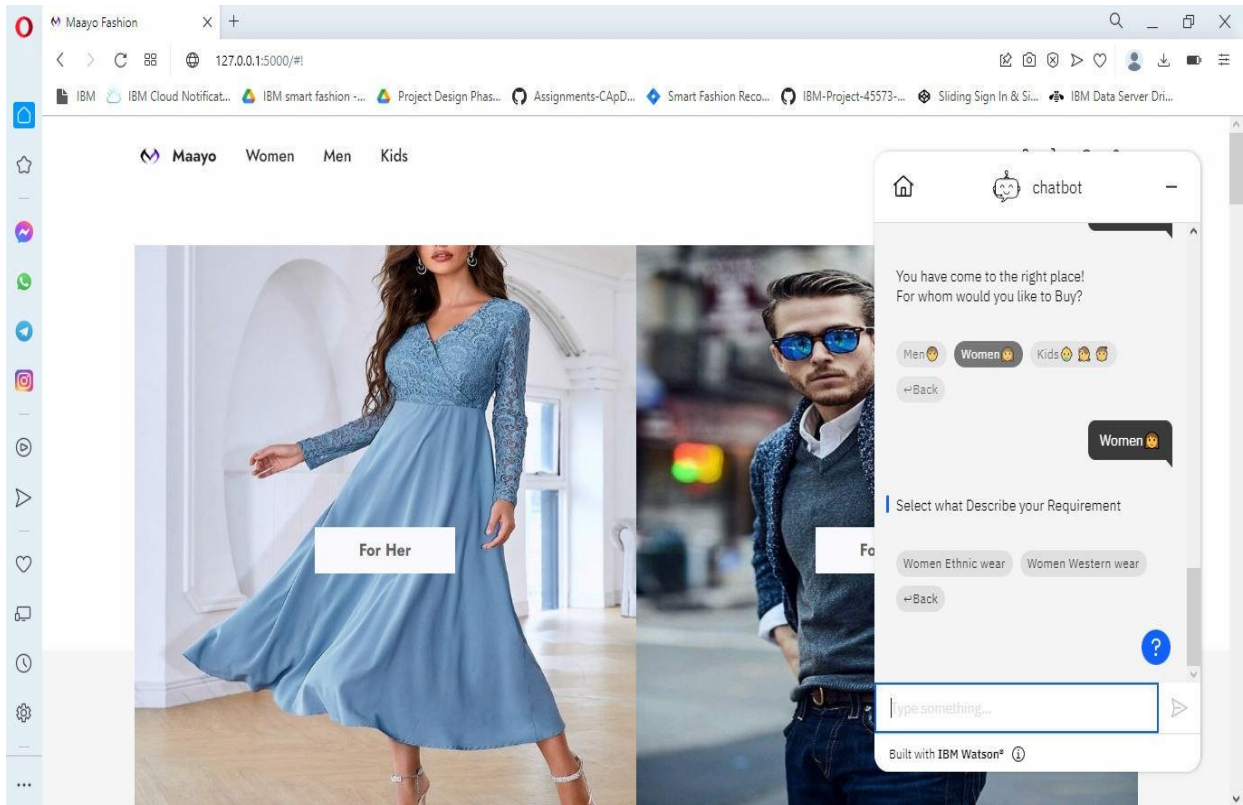 Maayo Fashion
127.0.0.1:5000/#!
IBM IBM Cloud Notificat... IBM smart fashion -... Project Design Phas... Assignments-CApD... Smart Fashion Reco... IBM-Project-45573-... Sliding Sign In & Si... IBM Data Server Dri...
Maayo Women Men Kids
For Her
Fo
chatbot
You have come to the right place!
For whom would you like to Buy?
Men Women Kids
↩Back
Women
Select what Describe your Requirement
Women Ethnic wear Women Western wear
↩Back
?
Type something...
Built with IBM Watson®